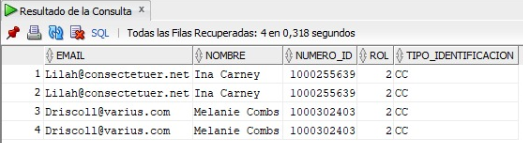 Resultado de la Consulta x
SQL | Todas las Filas Recuperadas: 4 en 0,318 segundos
EMAIL NOMBRE NUMERO_ID ROL TIPO_IDENTIFICACION
1 Lilah@consectetuer.net Ina Carney 1000255639 2 CC
2 Lilah@consectetuer.net Ina Carney 1000255639 2 CC
3 Driscoll@varius.com Melanie Combs 1000302403 2 CC
4 Driscoll@varius.com Melanie Combs 1000302403 2 CC